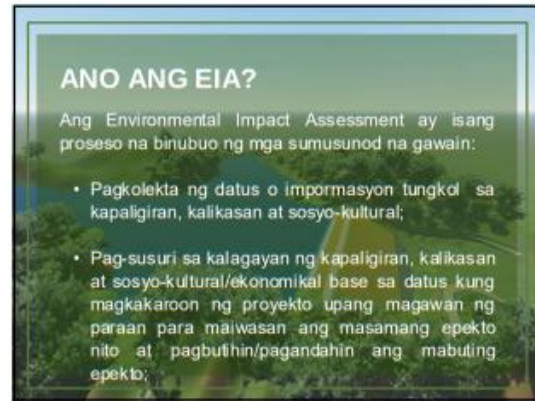 ANO ANG EIA?
Ang Environmental Impact Assessment ay isang
proseso na binubuo ng mga sumusunod na gawain:
• Pagkolekta ng datus o impormasyon tungkol sa
kapaligiran, kalikasan at sosyo-kultural;
• Pag-susuri sa kalagayan ng kapaligiran, kalikasan
at sosyo-kultural/ekonomikal base sa datus kung
magkakaroon ng proyekto upang magawan ng
paraan para maiwasan ang masamang epekto
nito at pagbutihin/pagandahin ang mabuting
epekto;